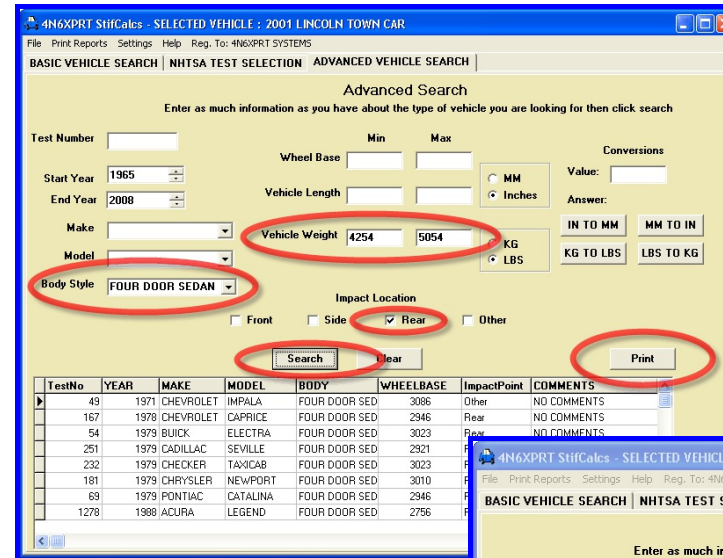 4N6XPRT StifCalcs - SELECTED VEHICLE : 2001 LINCOLN TOWN CAR
File Print Reports Settings Help Reg. To: 4N6XPRT SYSTEMS
BASIC VEHICLE SEARCH NHTSA TEST SELECTION ADVANCED VEHICLE SEARCH
Advanced Search
Enter as much information as you have about the type of vehicle you are looking for then click search
Test Number
Min Max
Wheel Base
Conversions
Start Year 1965
MM
Value:
End Year 2008
Vehicle Length
Inches
Answer:
Make
Vehicle Weight 4254 5054
KG
IN TO MM MM TO IN
Model
LBS
KG TO LBS LBS TO KG
Body Style FOUR DOOR SEDAN
Impact Location
Front Side Rear Other
Search Clear Print
TestNo YEAR MAKE MODEL BODY WHEELBASE ImpactPoint COMMENTS
49 1971 CHEVROLET IMPALA FOUR DOOR SED 3086 Other NO COMMENTS
167 1978 CHEVROLET CAPRICE FOUR DOOR SED 2946 Rear NO COMMENTS
54 1979 BUICK ELECTRA FOUR DOOR SED 3023 Rear NO COMMENTS
251 1979 CADILLAC SEVILLE FOUR DOOR SED 2921
232 1979 CHECKER TAXICAB FOUR DOOR SED 3023
181 1979 CHRYSLER NEWPORT FOUR DOOR SED 3010
69 1979 PONTIAC CATALINA FOUR DOOR SED 2946
1278 1988 ACURA LEGEND FOUR DOOR SED 2756
4N6XPRT StifCalcs - SELECTED VEHICL
File Print Reports Settings Help Reg. To: 4N
BASIC VEHICLE SEARCH NHTSA TEST S
Enter as much in